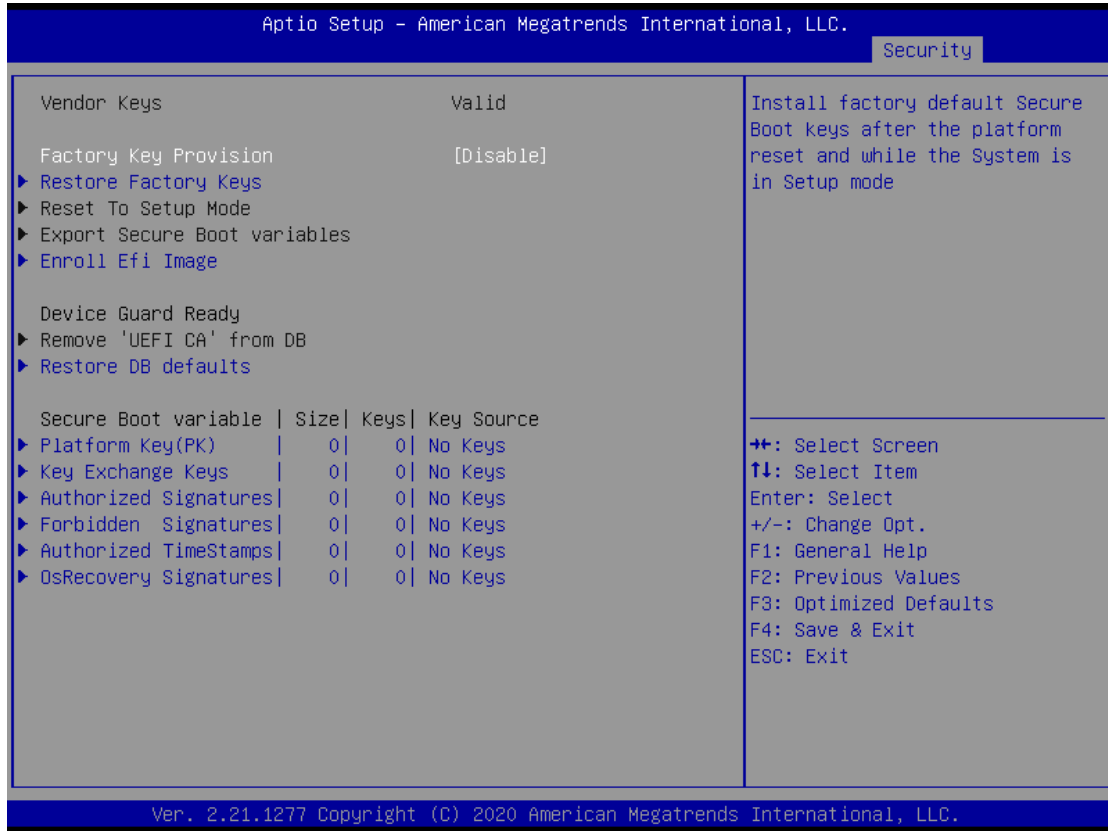 Aptio Setup – American Megatrends International, LLC.
Security
Vendor Keys Valid
Factory Key Provision [Disable]
▶ Restore Factory Keys
▶ Reset To Setup Mode
▶ Export Secure Boot variables
▶ Enroll Efi Image
Device Guard Ready
▶ Remove 'UEFI CA' from DB
▶ Restore DB defaults
Secure Boot variable | Size| Keys| Key Source
▶ Platform Key(PK) | 0| 0| No Keys
▶ Key Exchange Keys | 0| 0| No Keys
▶ Authorized Signatures| 0| 0| No Keys
▶ Forbidden Signatures| 0| 0| No Keys
▶ Authorized TimeStamps| 0| 0| No Keys
▶ OsRecovery Signatures| 0| 0| No Keys
Install factory default Secure
Boot keys after the platform
reset and while the System is
in Setup mode
→←: Select Screen
↑↓: Select Item
Enter: Select
+/-: Change Opt.
F1: General Help
F2: Previous Values
F3: Optimized Defaults
F4: Save & Exit
ESC: Exit
Ver. 2.21.1277 Copyright (C) 2020 American Megatrends International, LLC.